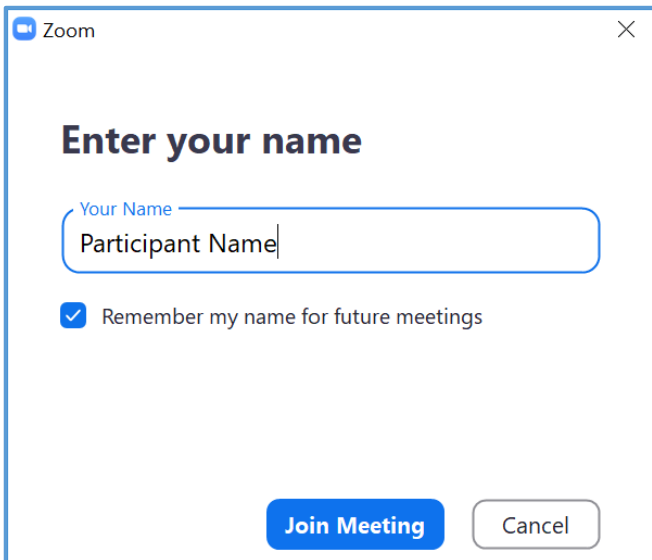 Zoom
Enter your name
Your Name
Participant Name
Remember my name for future meetings
Join Meeting Cancel